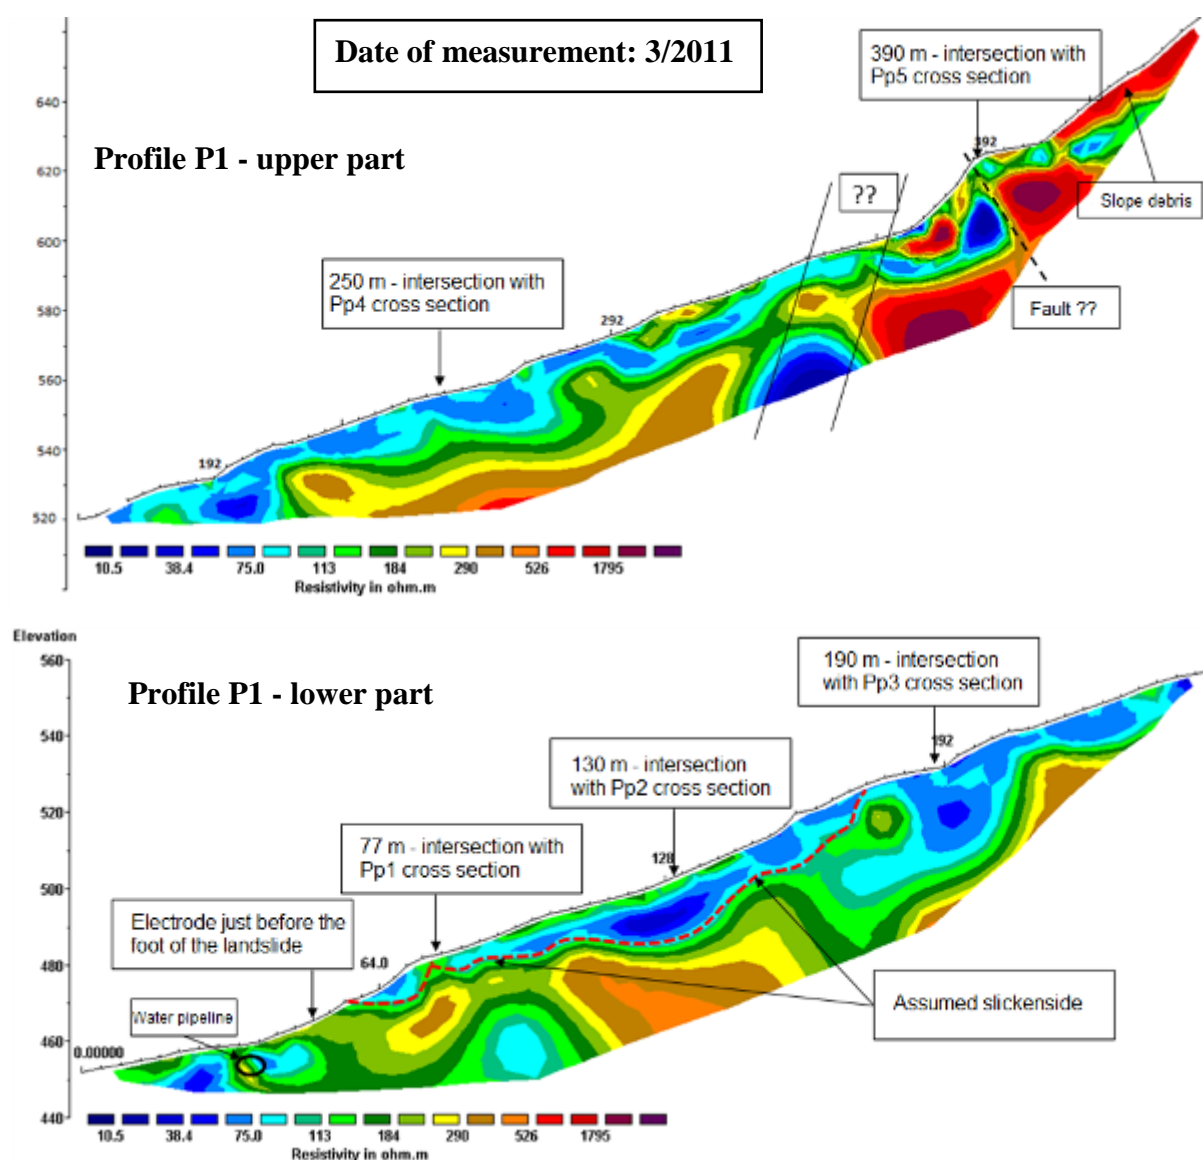 Date of measurement: 3/2011
390 m - intersection with
Pp5 cross section
Profile P1 - upper part
640
620
600
580
560
540
520
392
??
Slope debris
Fault ??
250 m - intersection with
Pp4 cross section
292
192
10.5 38.4 75.0 113 184 290 526 1795
Resistivity in ohm.m
Elevation
560
540
520
500
480
460
440
Profile P1 - lower part
190 m - intersection
with Pp3 cross section
192
130 m - intersection
with Pp2 cross section
128
77 m - intersection with
Pp1 cross section
64.0
Electrode just before the
foot of the landslide
Water pipeline
0.00000
Assumed slickenside
10.5 38.4 75.0 113 184 290 526 1795
Resistivity in ohm.m